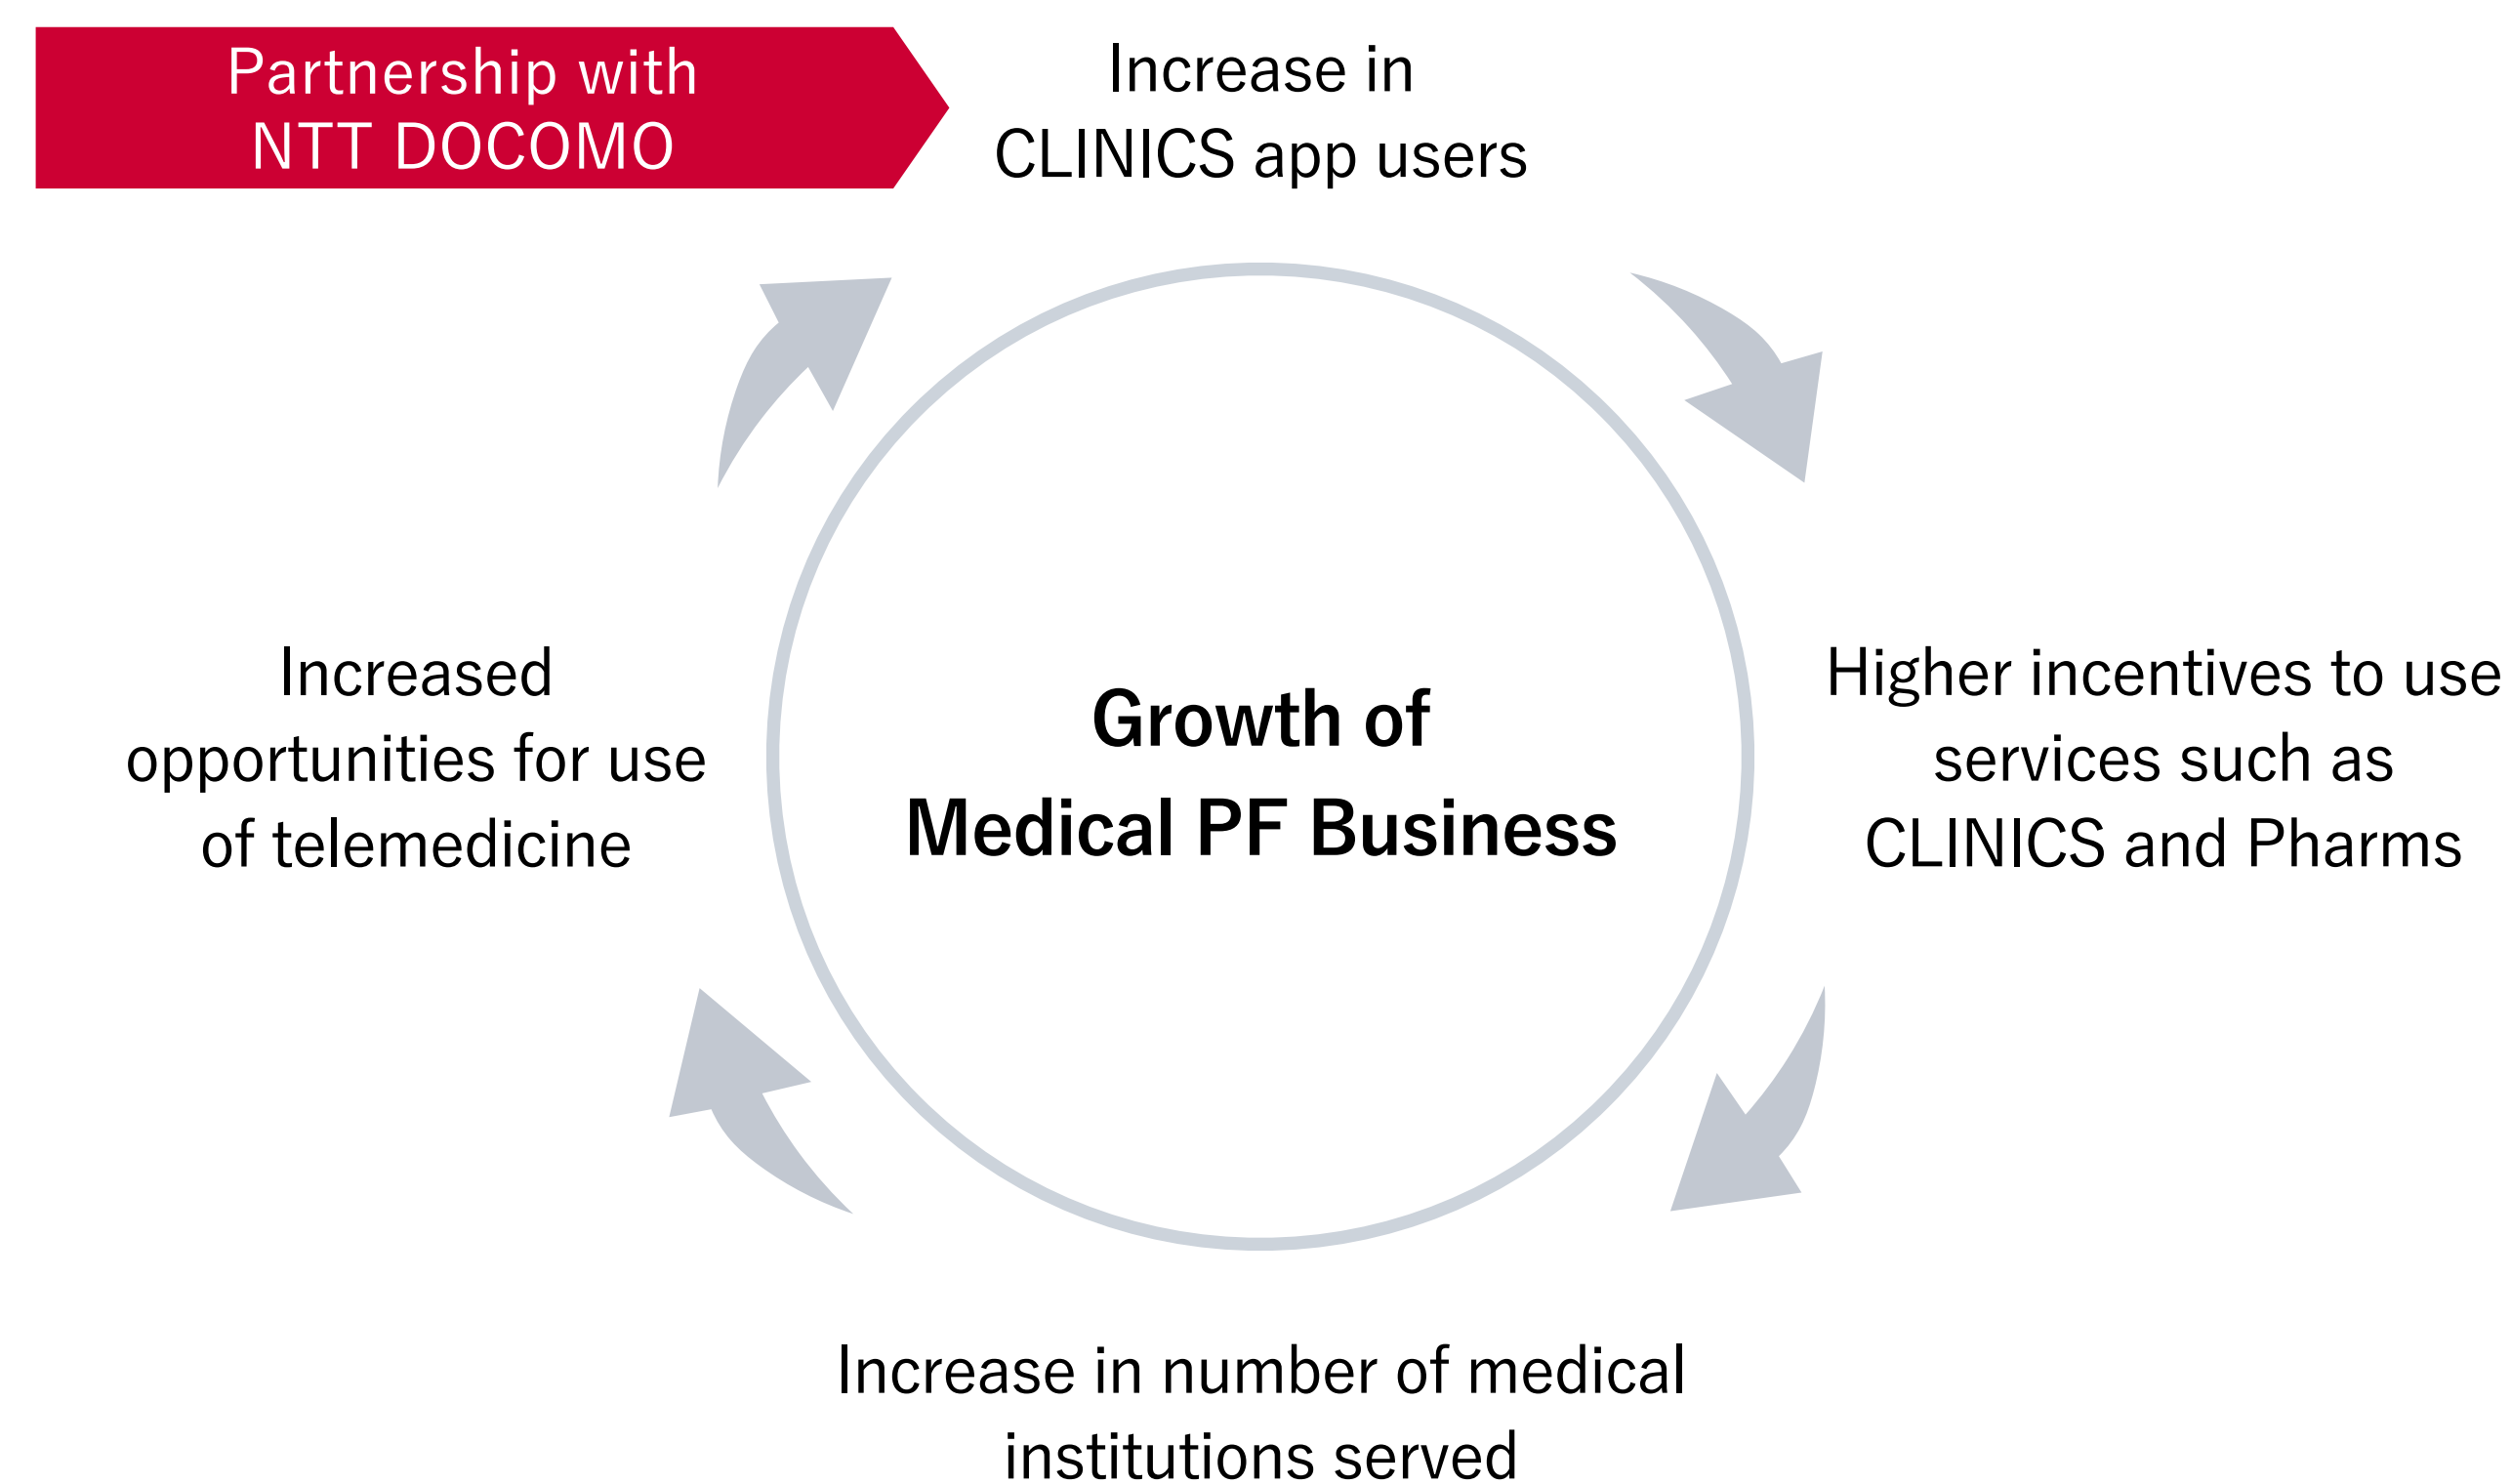 Partnership with
NTT DOCOMO
Increase in
CLINICS app users
Increased
opportunities for use
of telemedicine
Growth of
Medical PF Business
Higher incentives to use
services such as
CLINICS and Pharms
Increase in number of medical
institutions served